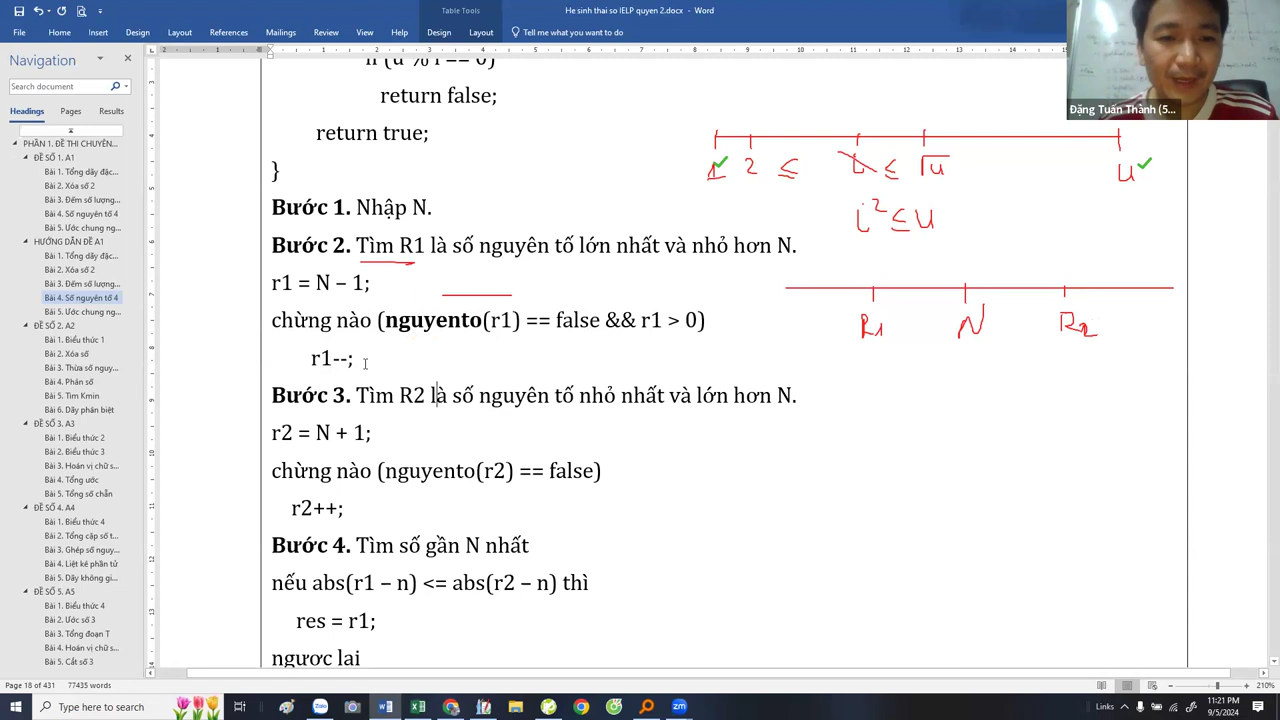 Table Tools
He sinh thai so IELP quyen 2.docx - Word
File
Home
Insert
Draw
Design
Layout
References
Mailings
Review
View
Help
Design
Layout
Tell me what you want to do
Navigation
Search document
Headings
Pages
Results
PHẦN 1. ĐỀ THI CHUYÊN...
ĐỀ SỐ 1. A1
Bài 1. Tổng dãy đặc...
Bài 2. Xóa số 2
Bài 3. Đếm số lượng...
Bài 4. Số nguyên tố 4
Bài 5. Ước chung ng...
HƯỚNG DẪN ĐỀ A1
Bài 1. Tổng dãy đặc...
Bài 2. Xóa số 2
Bài 3. Đếm số lượng...
Bài 4. Số nguyên tố 4
Bài 5. Ước chung ng...
ĐỀ SỐ 2. A2
Bài 1. Biểu thức 1
Bài 2. Xóa số
Bài 3. Thừa số nguy...
Bài 4. Phân số
Bài 5. Tìm Kmin
Bài 6. Dãy phân biệt
ĐỀ SỐ 3. A3
Bài 1. Biểu thức 2
Bài 2. Biểu thức 3
Bài 3. Hoán vị chữ s...
Bài 4. Tổng ước
Bài 5. Tổng số chẵn
ĐỀ SỐ 4. A4
Bài 1. Biểu thức 4
Bài 2. Tổng cặp số t...
Bài 3. Ghép số nguy...
Bài 4. Liệt kê phần tử
Bài 5. Dãy không gi...
ĐỀ SỐ 5. A5
Bài 1. Biểu thức 4
Bài 2. Ước số 3
Bài 3. Tổng đoạn T
Bài 4. Hoán vị chữ s...
Bài 5. Cắt số 3
return false;
return true;
}
Bước 1. Nhập N.
Bước 2. Tìm R1 là số nguyên tố lớn nhất và nhỏ hơn N.
r1 = N – 1;
chừng nào (nguyento(r1) == false && r1 > 0)
r1--;
Bước 3. Tìm R2 là số nguyên tố nhỏ nhất và lớn hơn N.
r2 = N + 1;
chừng nào (nguyento(r2) == false)
r2++;
Bước 4. Tìm số gần N nhất
nếu abs(r1 – n) <= abs(r2 – n) thì
res = r1;
ngược lại
1 2 ≤ i ≤ √u u
i² ≤ u
R1 N R2
Đặng Tuấn Thành (5...
Page 18 of 431
77435 words
210%
Type here to search
11:21 PM
9/5/2024